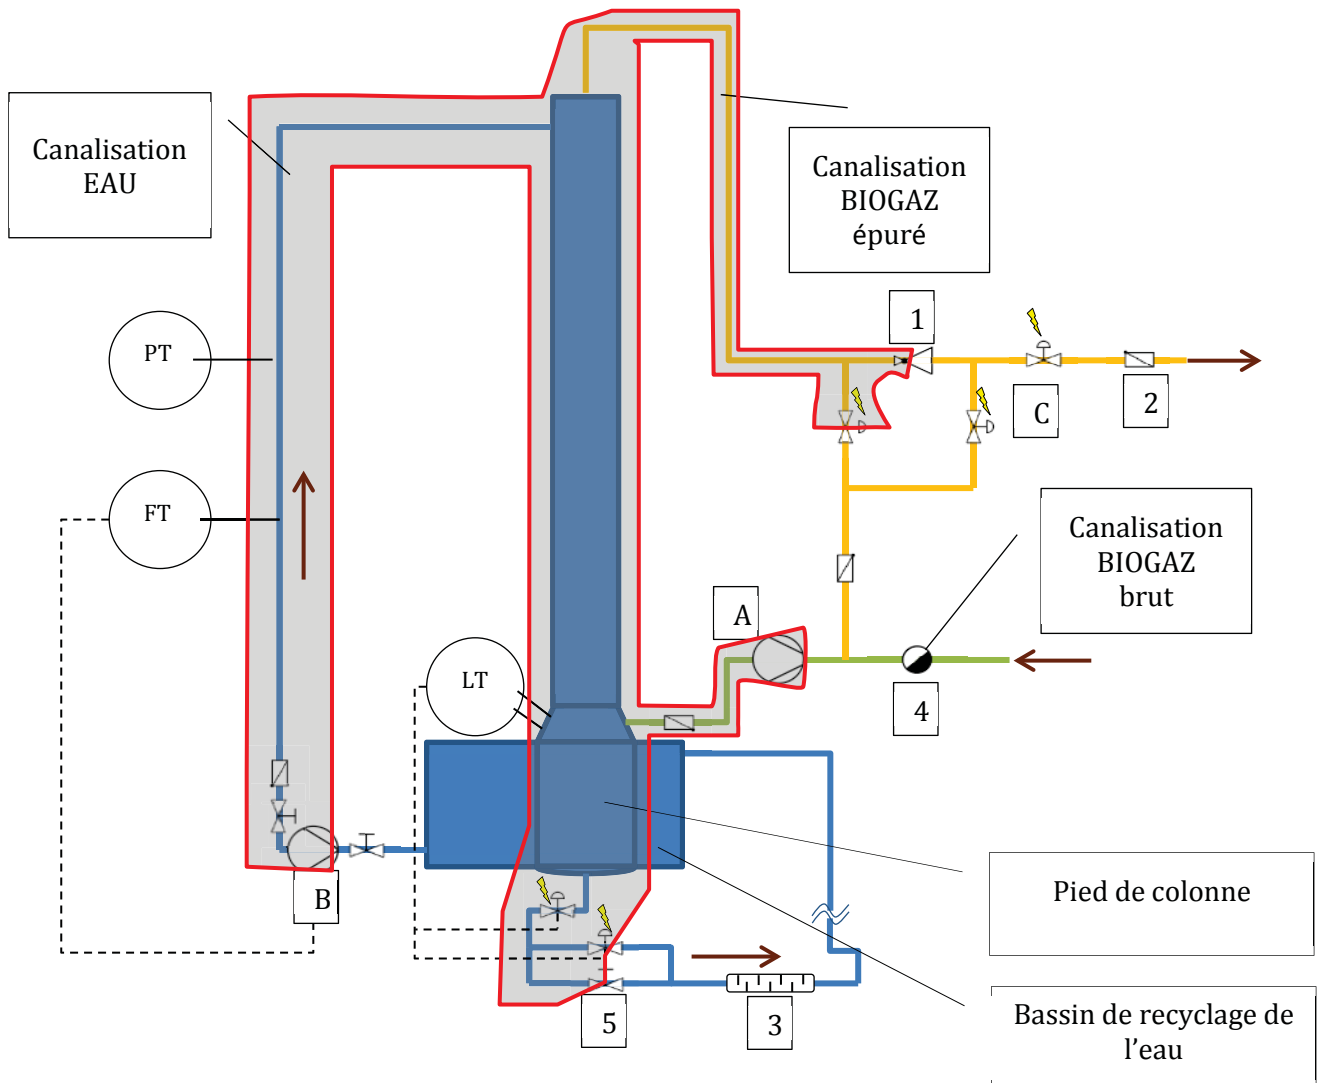 Canalisation
EAU
Canalisation
BIOGAZ
épuré
1
PT
C
2
FT
Canalisation
BIOGAZ
brut
A
LT
4
B
Pied de colonne
5
3
Bassin de recyclage de
l’eau